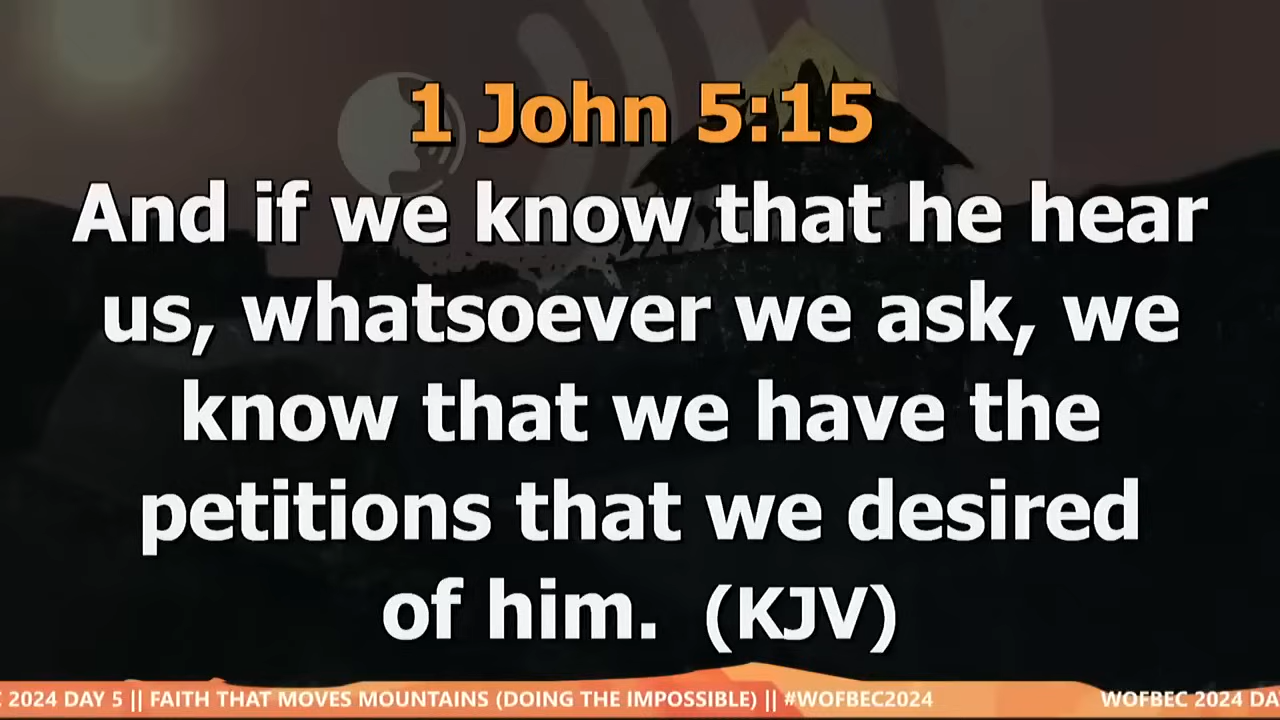 1 John 5:15
And if we know that he hear
us, whatsoever we ask, we
know that we have the
petitions that we desired
of him. (KJV)
2024 DAY 5 || FAITH THAT MOVES MOUNTAINS (DOING THE IMPOSSIBLE) || #WOFBEC2024 WOFBEC 2024